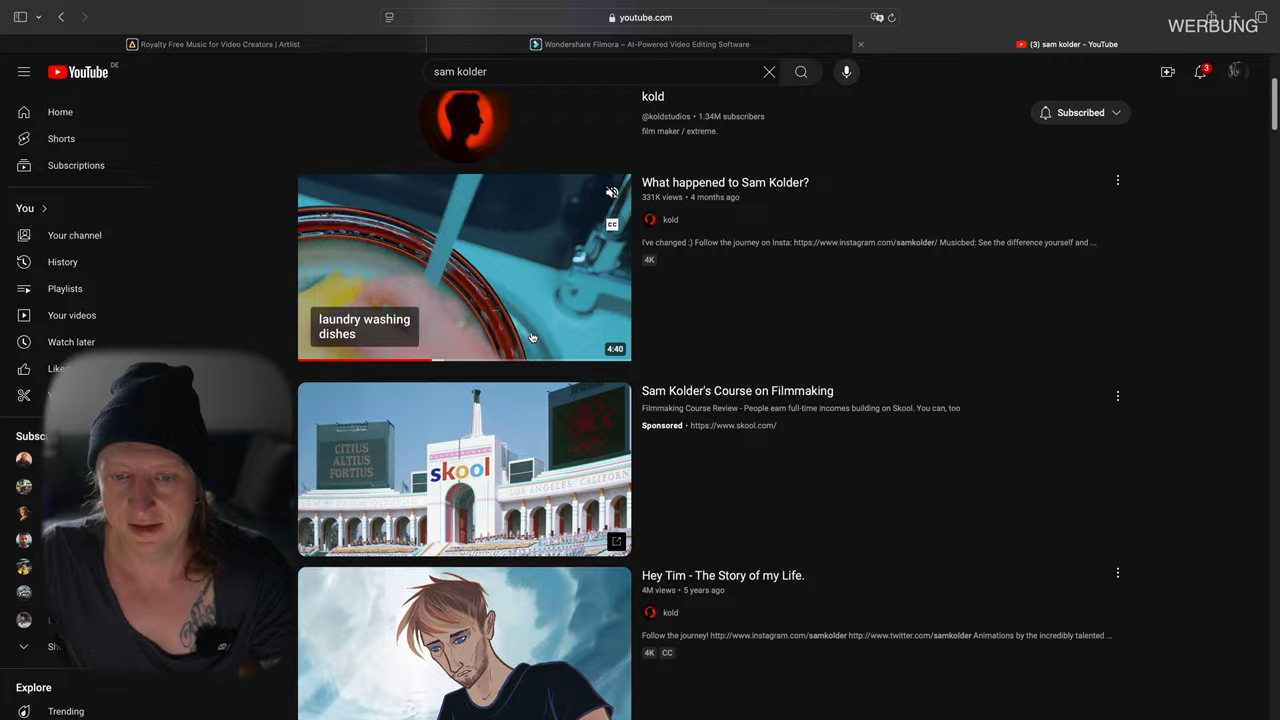 youtube.com
WERBUNG
Royalty Free Music for Video Creators | Artlist
Wondershare Filmora – AI-Powered Video Editing Software
(3) sam kolder - YouTube
YouTube DE
sam kolder
3
Home
Shorts
Subscriptions
You
Your channel
History
Playlists
Your videos
Watch later
Explore
Trending
kold
@koldstudios • 1.34M subscribers
film maker / extreme.
Subscribed
laundry washing
dishes
4:40
What happened to Sam Kolder?
331K views • 4 months ago
kold
I've changed :) Follow the journey on Insta: https://www.instagram.com/samkolder/ Musicbed: See the difference yourself and ...
4K
CC
CITIUS
ALTIUS
FORTIUS
skool
LOS ANGELES CALIFORN
Sam Kolder's Course on Filmmaking
Filmmaking Course Review - People earn full-time incomes building on Skool. You can, too
Sponsored • https://www.skool.com/
Hey Tim - The Story of my Life.
4M views • 5 years ago
kold
Follow the journey! http://www.instagram.com/samkolder http://www.twitter.com/samkolder Animations by the incredibly talented ...
4K CC